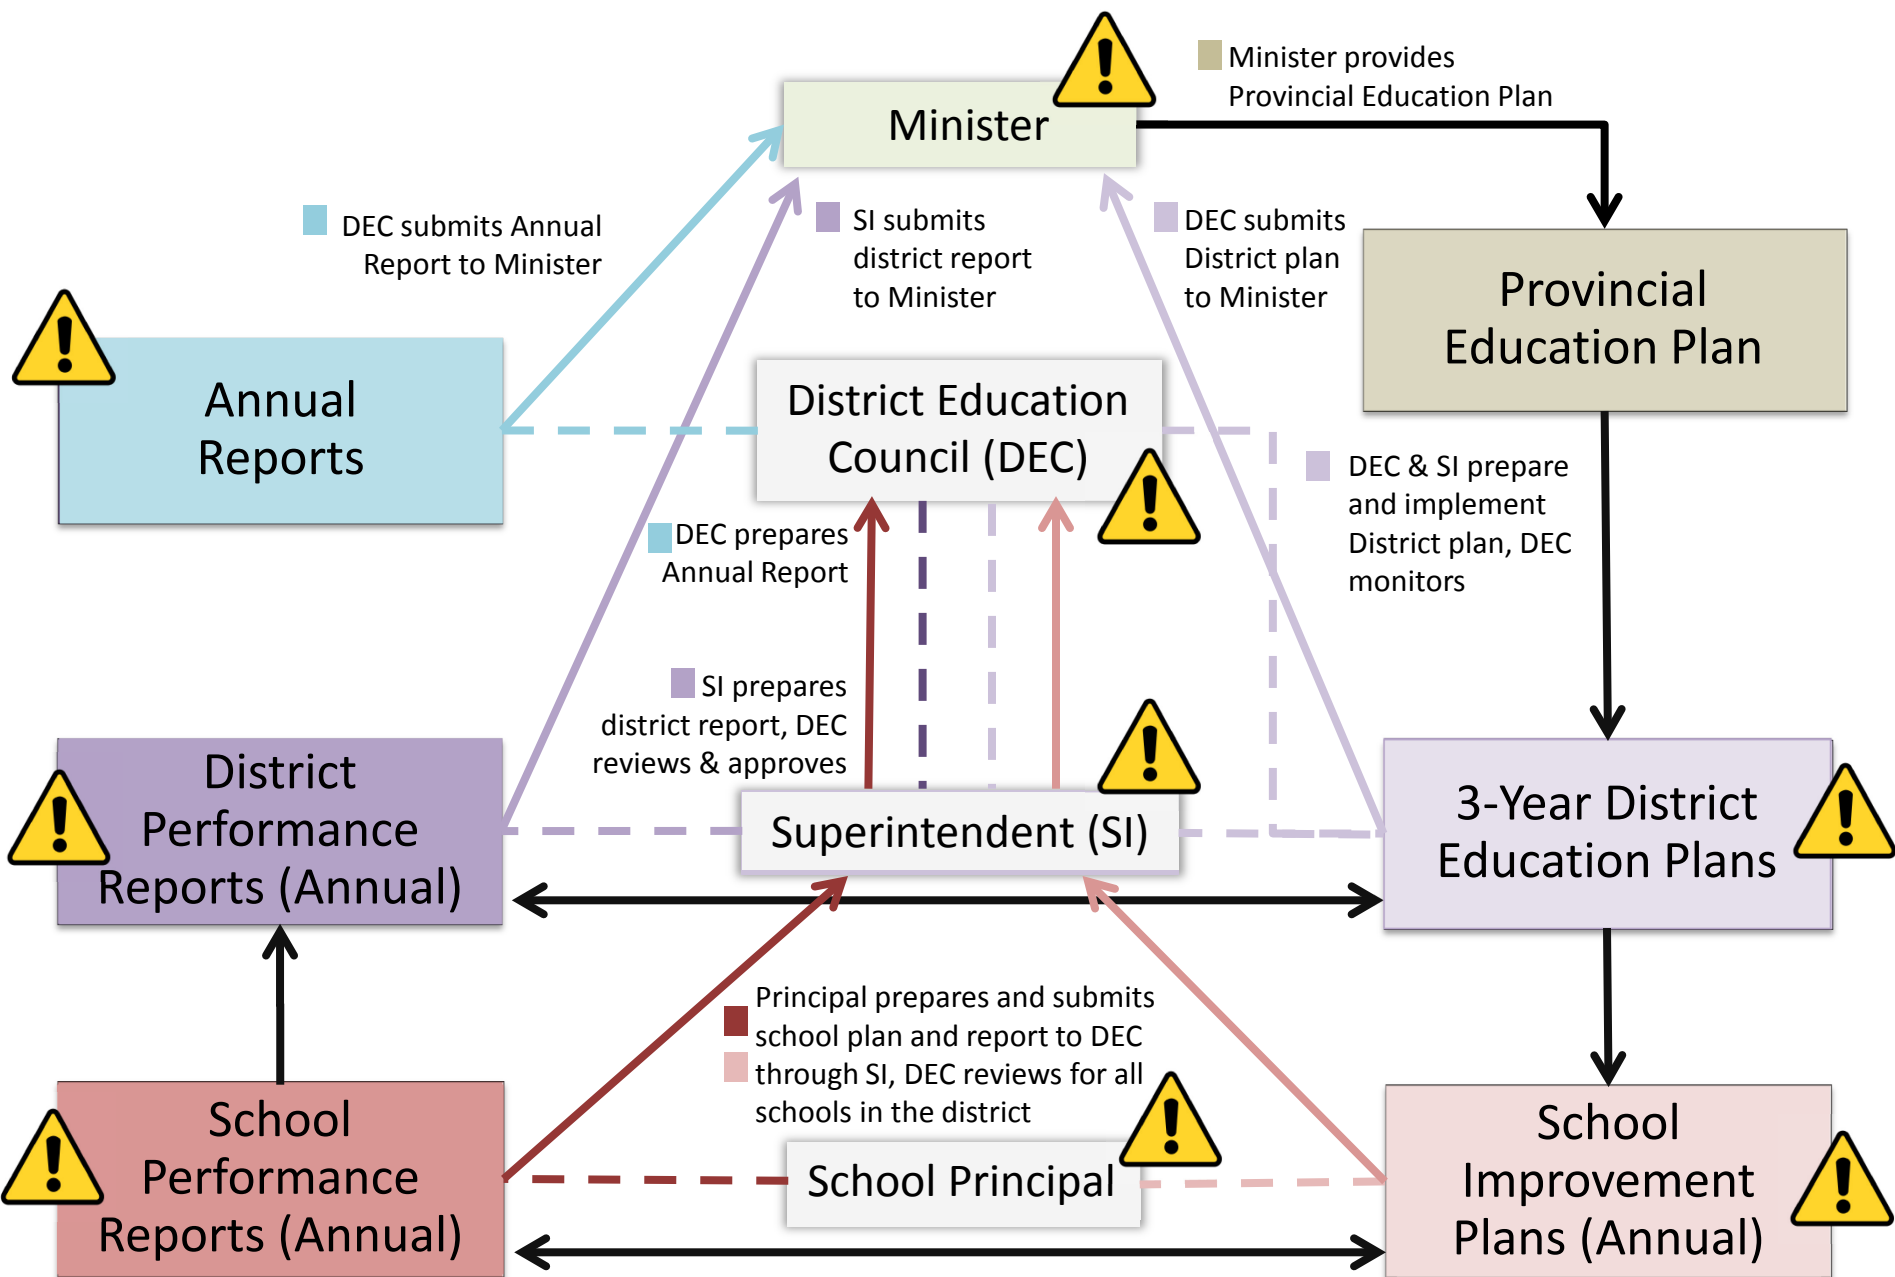 Minister provides
Provincial Education Plan
Minister
DEC submits Annual
Report to Minister
SI submits
district report
to Minister
DEC submits
District plan
to Minister
Provincial
Education Plan
Annual
Reports
District Education
Council (DEC)
DEC & SI prepare
and implement
District plan, DEC
monitors
DEC prepares
Annual Report
SI prepares
district report, DEC
reviews & approves
District
Performance
Reports (Annual)
Superintendent (SI)
3-Year District
Education Plans
Principal prepares and submits
school plan and report to DEC
through SI, DEC reviews for all
schools in the district
School
Performance
Reports (Annual)
School Principal
School
Improvement
Plans (Annual)